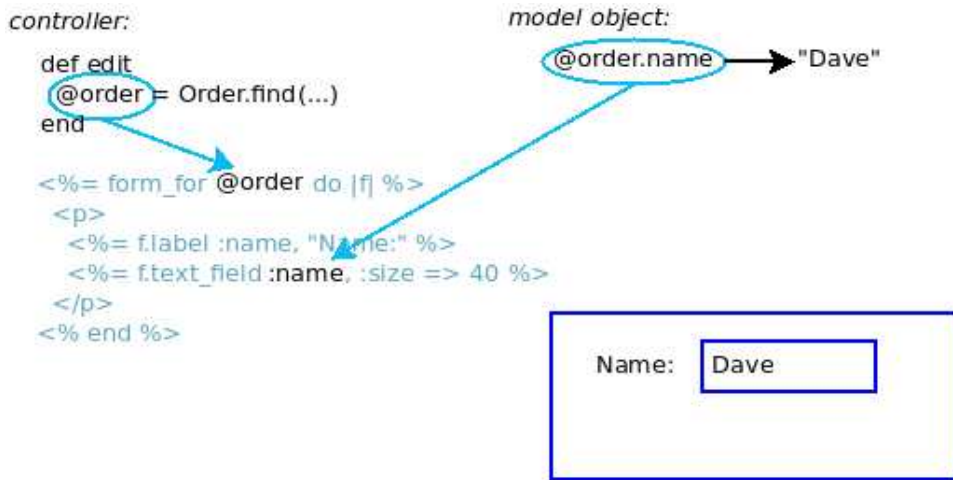 controller:
def edit
@order = Order.find(...)
end
model object:
@order.name "Dave"
<%= form_for @order do |f| %>
<p>
<%= f.label :name, "Name:" %>
<%= f.text_field :name, :size => 40 %>
</p>
<% end %>
Name: Dave